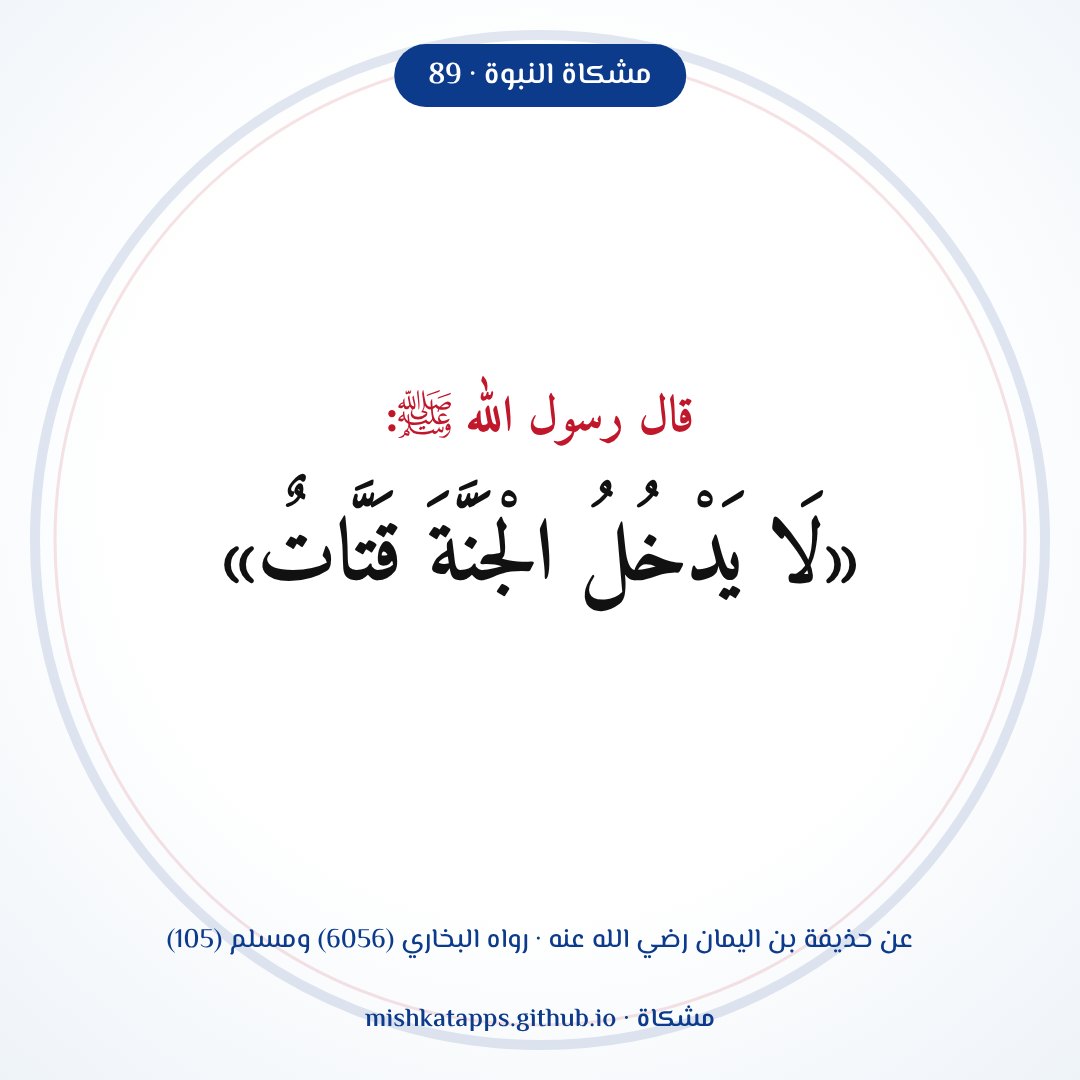 مشكاة النبوة · 89
قال رسول الله ﷺ:
«لَا يَدْخُلُ الْجَنَّةَ قَتَّاتٌ»
عن حذيفة بن اليمان رضي الله عنه · رواه البخاري (6056) ومسلم (105)
مشكاة · mishkatapps.github.io